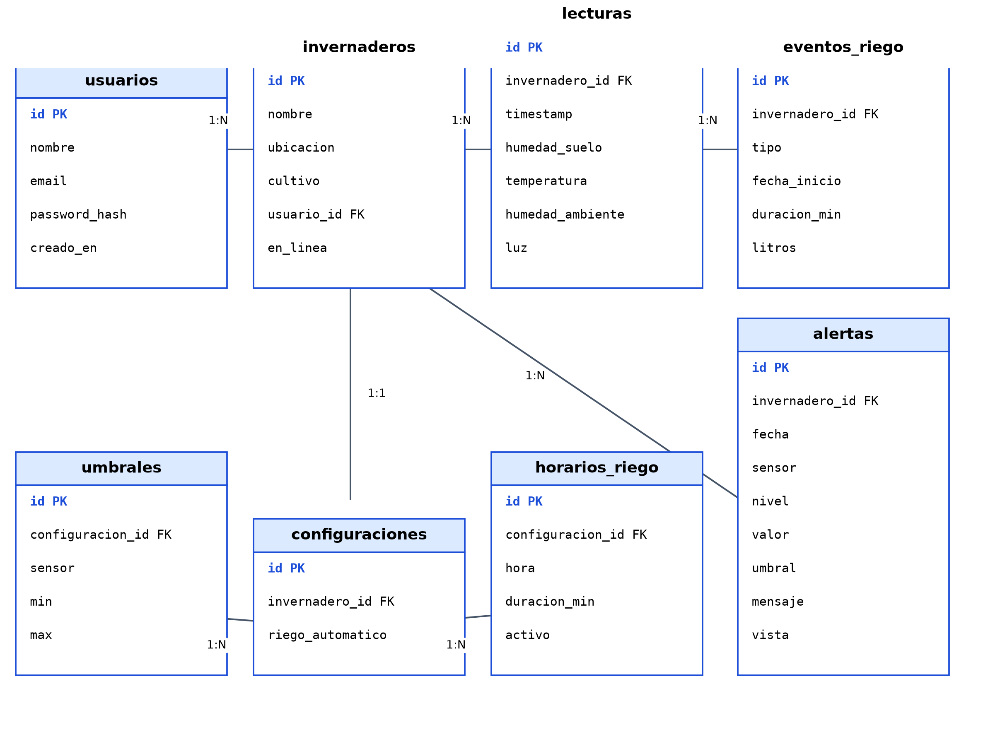 usuarios
id PK
nombre
email
password_hash
creado_en
1:N
invernaderos
id PK
nombre
ubicacion
cultivo
usuario_id FK
en_linea
1:N
lecturas
id PK
invernadero_id FK
timestamp
humedad_suelo
temperatura
humedad_ambiente
luz
1:N
eventos_riego
id PK
invernadero_id FK
tipo
fecha_inicio
duracion_min
litros
1:1
1:N
umbrales
id PK
configuracion_id FK
sensor
min
max
1:N
configuraciones
id PK
invernadero_id FK
riego_automatico
1:N
horarios_riego
id PK
configuracion_id FK
hora
duracion_min
activo
alertas
id PK
invernadero_id FK
fecha
sensor
nivel
valor
umbral
mensaje
vista